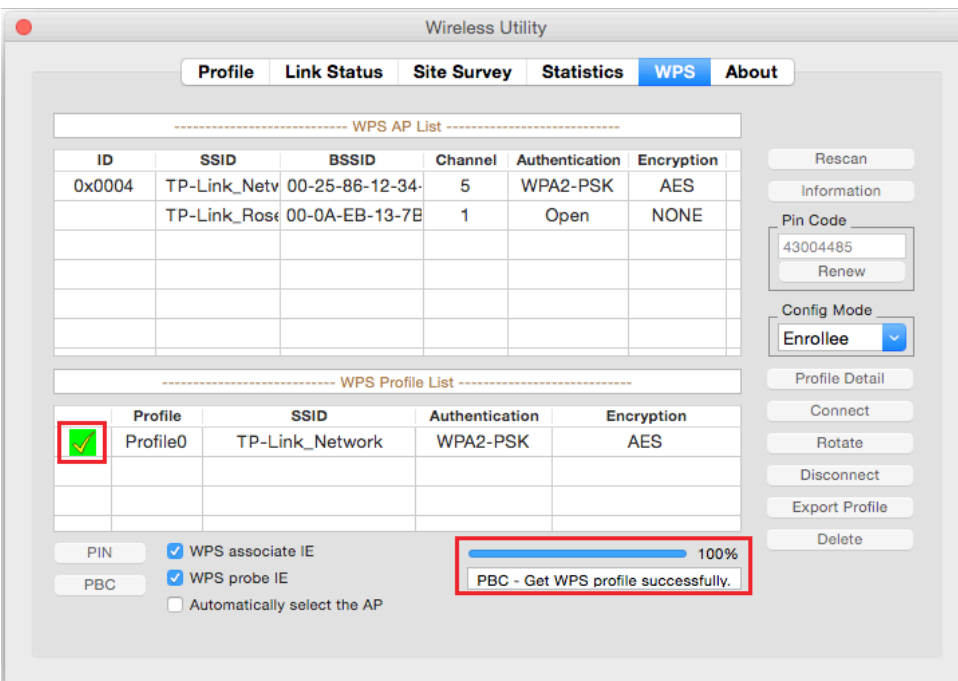 Wireless Utility
Profile Link Status Site Survey Statistics WPS About
--------------------------- WPS AP List ---------------------------
ID SSID BSSID Channel Authentication Encryption
0x0004 TP-Link_Netw 00-25-86-12-34- 5 WPA2-PSK AES
TP-Link_Rose 00-0A-EB-13-7B 1 Open NONE
Rescan
Information
Pin Code
43004485
Renew
Config Mode
Enrollee
--------------------------- WPS Profile List ---------------------------
Profile SSID Authentication Encryption
Profile0 TP-Link_Network WPA2-PSK AES
Profile Detail
Connect
Rotate
Disconnect
Export Profile
Delete
PIN
PBC
WPS associate IE
WPS probe IE
Automatically select the AP
100%
PBC - Get WPS profile successfully.